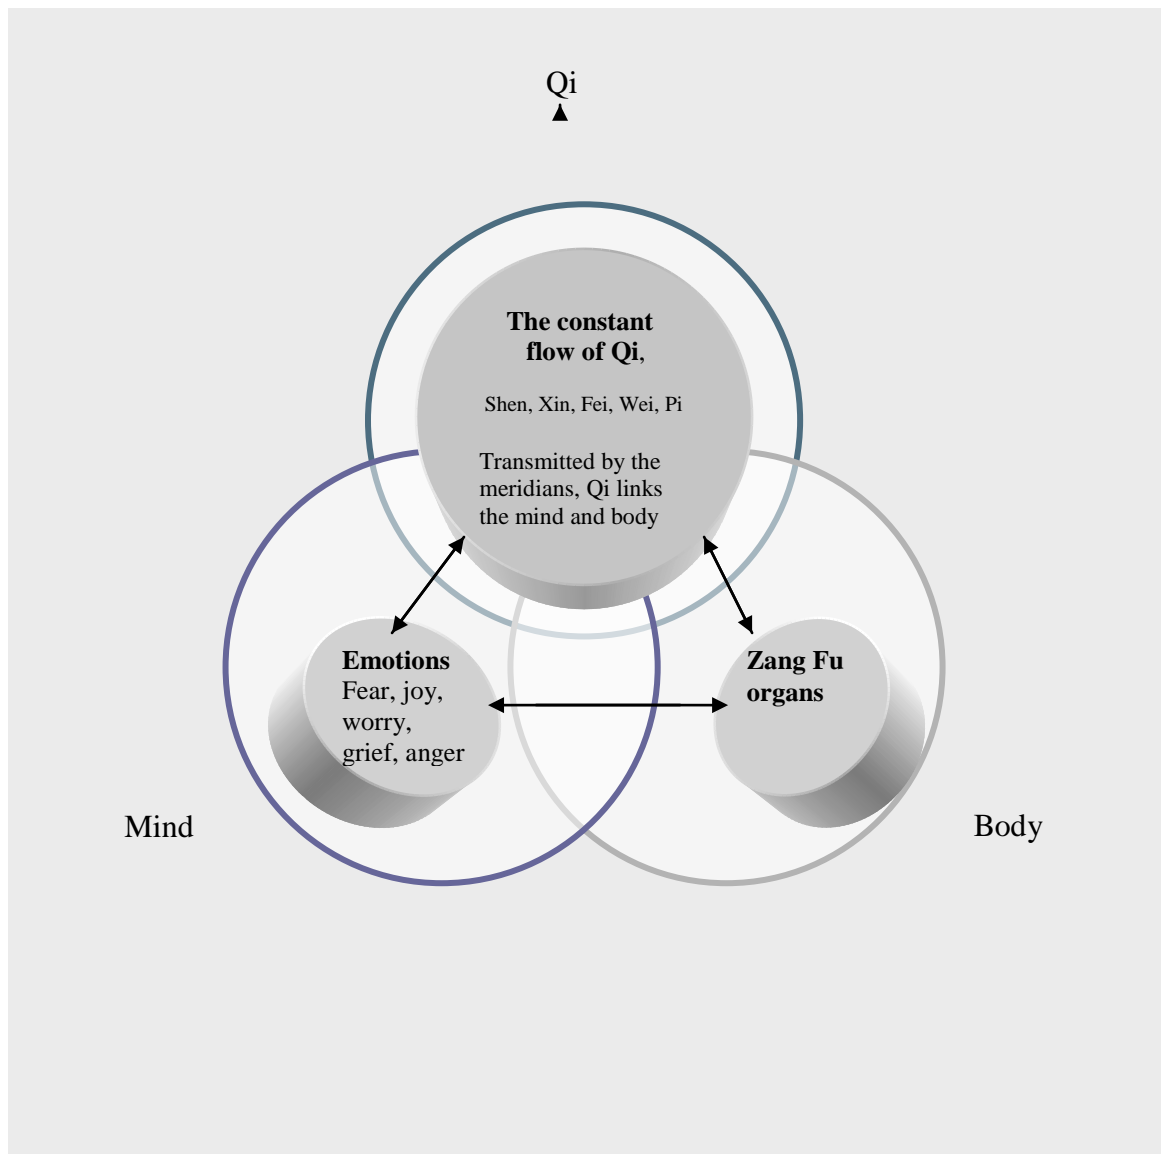 Qi
The constant
flow of Qi,
Shen, Xin, Fei, Wei, Pi
Transmitted by the
meridians, Qi links
the mind and body
Emotions
Fear, joy,
worry,
grief, anger
Zang Fu
organs
Mind
Body